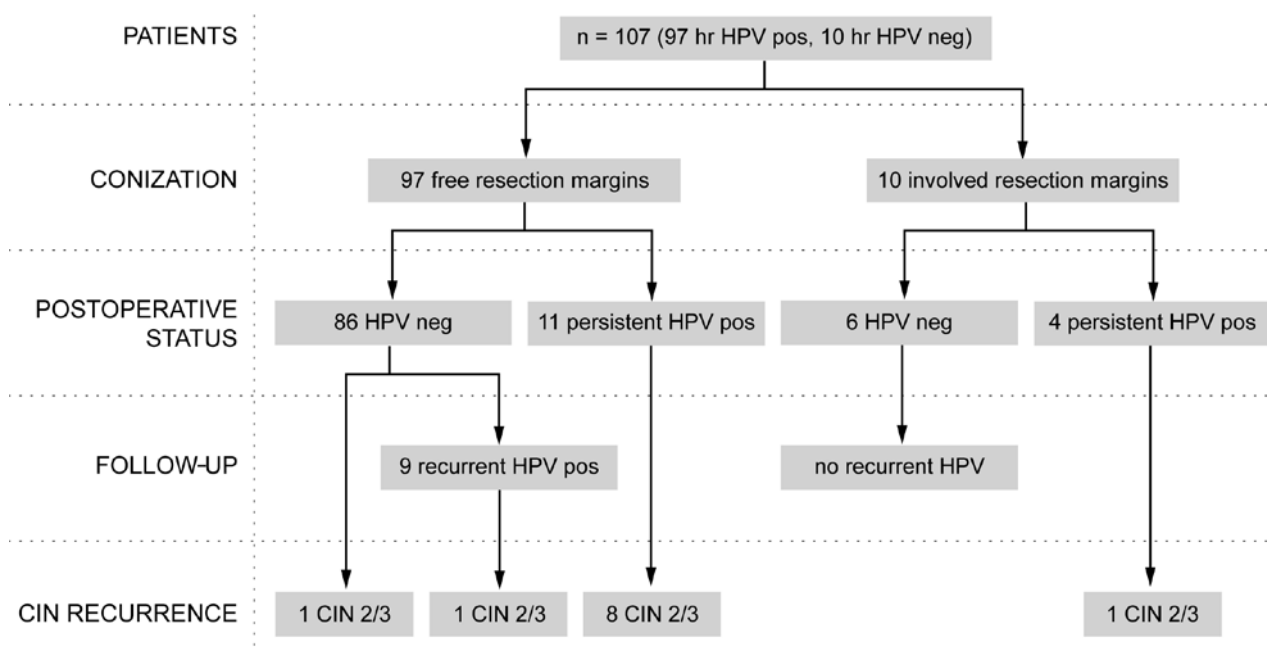 PATIENTS
n = 107 (97 hr HPV pos, 10 hr HPV neg)
CONIZATION
97 free resection margins
10 involved resection margins
POSTOPERATIVE
STATUS
86 HPV neg
11 persistent HPV pos
6 HPV neg
4 persistent HPV pos
FOLLOW-UP
9 recurrent HPV pos
no recurrent HPV
CIN RECURRENCE
1 CIN 2/3
1 CIN 2/3
8 CIN 2/3
1 CIN 2/3